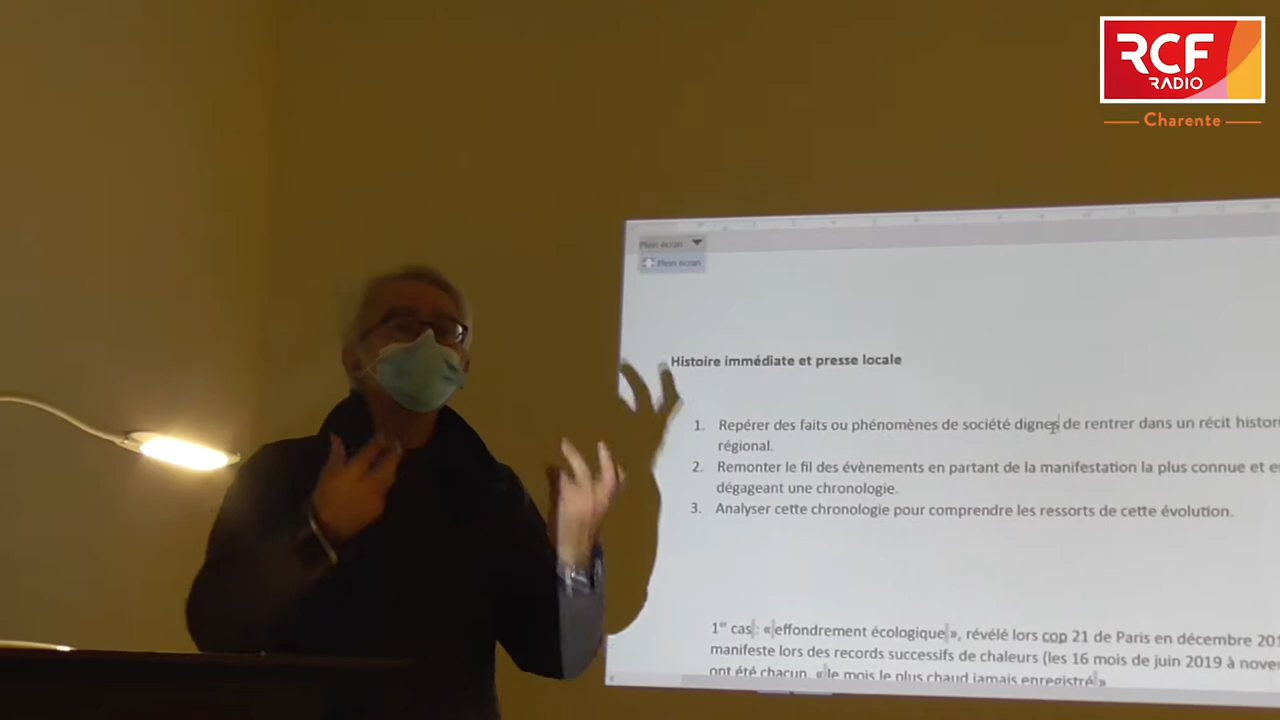 RCF
RADIO
Charente
Plein écran
Plein écran
Histoire immédiate et presse locale
1. Repérer des faits ou phénomènes de société dignes de rentrer dans un récit histor
régional.
2. Remonter le fil des évènements en partant de la manifestation la plus connue et e
dégageant une chronologie.
3. Analyser cette chronologie pour comprendre les ressorts de cette évolution.
1er cas : « effondrement écologique », révélé lors cop 21 de Paris en décembre 201
manifeste lors des records successifs de chaleurs (les 16 mois de juin 2019 à nove
ont été chacun « le mois le plus chaud jamais enregistré »